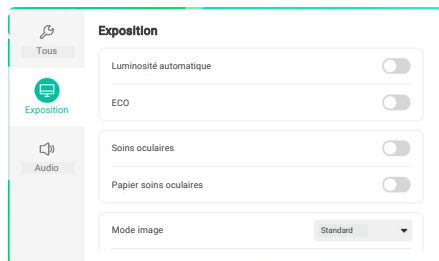 Exposition
Tous
Luminosité automatique
ECO
Exposition
Soins oculaires
Audio
Papier soins oculaires
Mode image
Standard